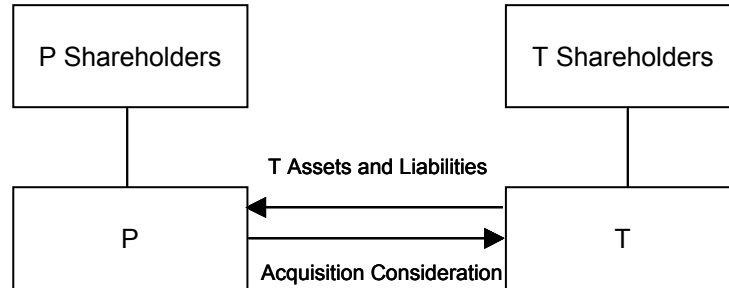 P Shareholders
T Shareholders
T Assets and Liabilities
P
T
Acquisition Consideration